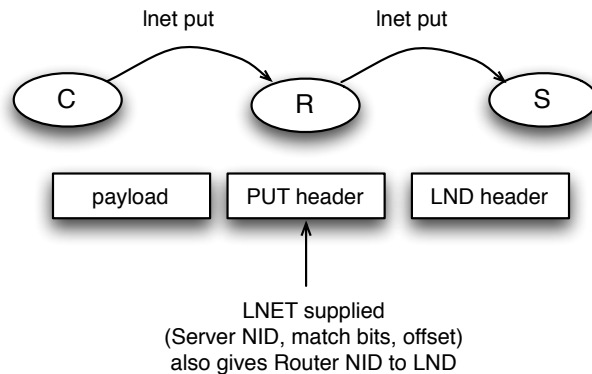 lnet put
lnet put
C
R
S
payload
PUT header
LND header
LNET supplied
(Server NID, match bits, offset)
also gives Router NID to LND